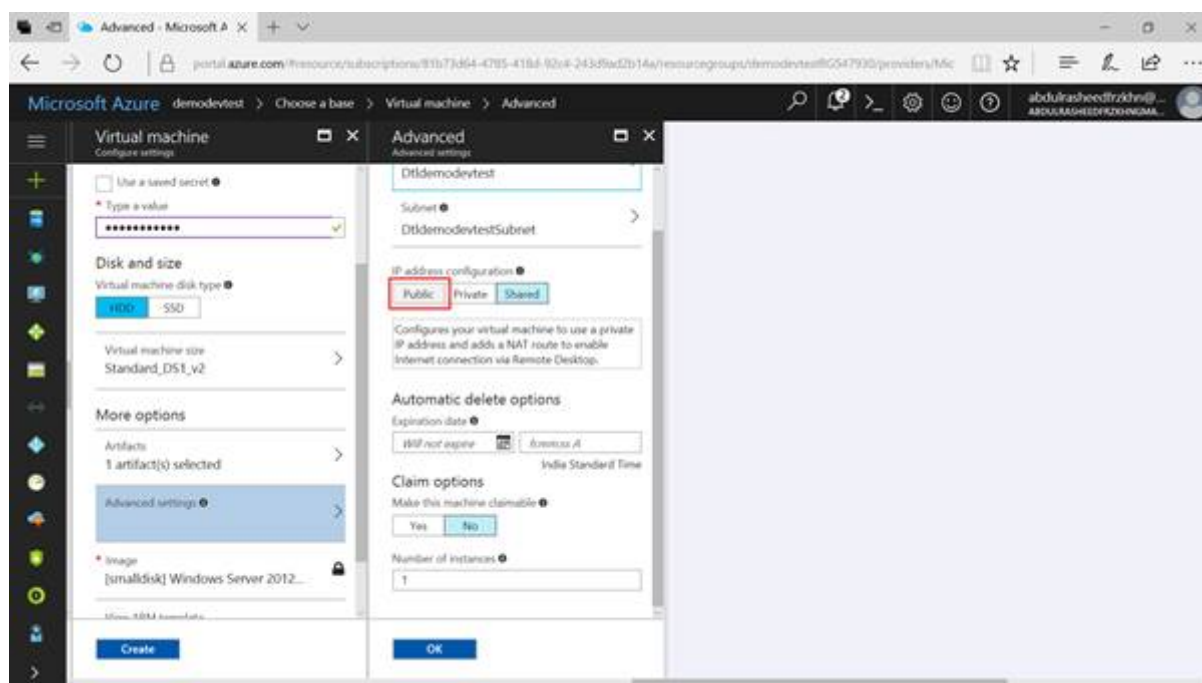 Advanced - Microsoft A
portal.azure.com
Microsoft Azure demodevtest > Choose a base > Virtual machine > Advanced
abdulrasheedfrzkhn@...
Virtual machine
Configure settings
Use a saved secret
* Type a value
•••••••••••
Disk and size
Virtual machine disk type
HDD SSD
Virtual machine size
Standard_DS1_v2
More options
Artifacts
1 artifact(s) selected
Advanced settings
* Image
[smalldisk] Windows Server 2012...
View ARM template
Create
Advanced
Advanced settings
Dtldemodevtest
Subnet
DtldemodevtestSubnet
IP address configuration
Public Private Shared
Configures your virtual machine to use a private
IP address and adds a NAT route to enable
Internet connection via Remote Desktop.
Automatic delete options
Expiration date
Will not expire
India Standard Time
Claim options
Make this machine claimable
Yes No
Number of instances
1
OK